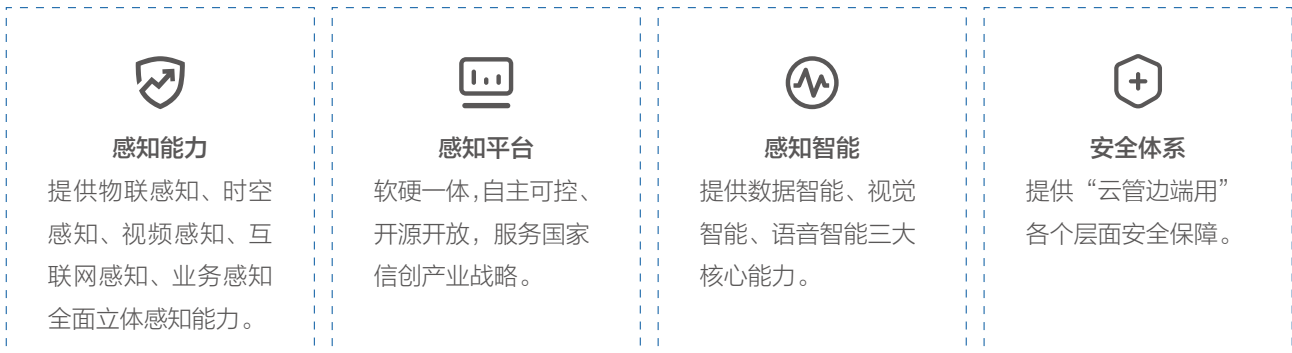 感知能力
提供物联感知、时空
感知、视频感知、互
联网感知、业务感知
全面立体感知能力。
感知平台
软硬一体,自主可控、
开源开放，服务国家
信创产业战略。
感知智能
提供数据智能、视觉
智能、语音智能三大
核心能力。
安全体系
提供“云管边端用”
各个层面安全保障。